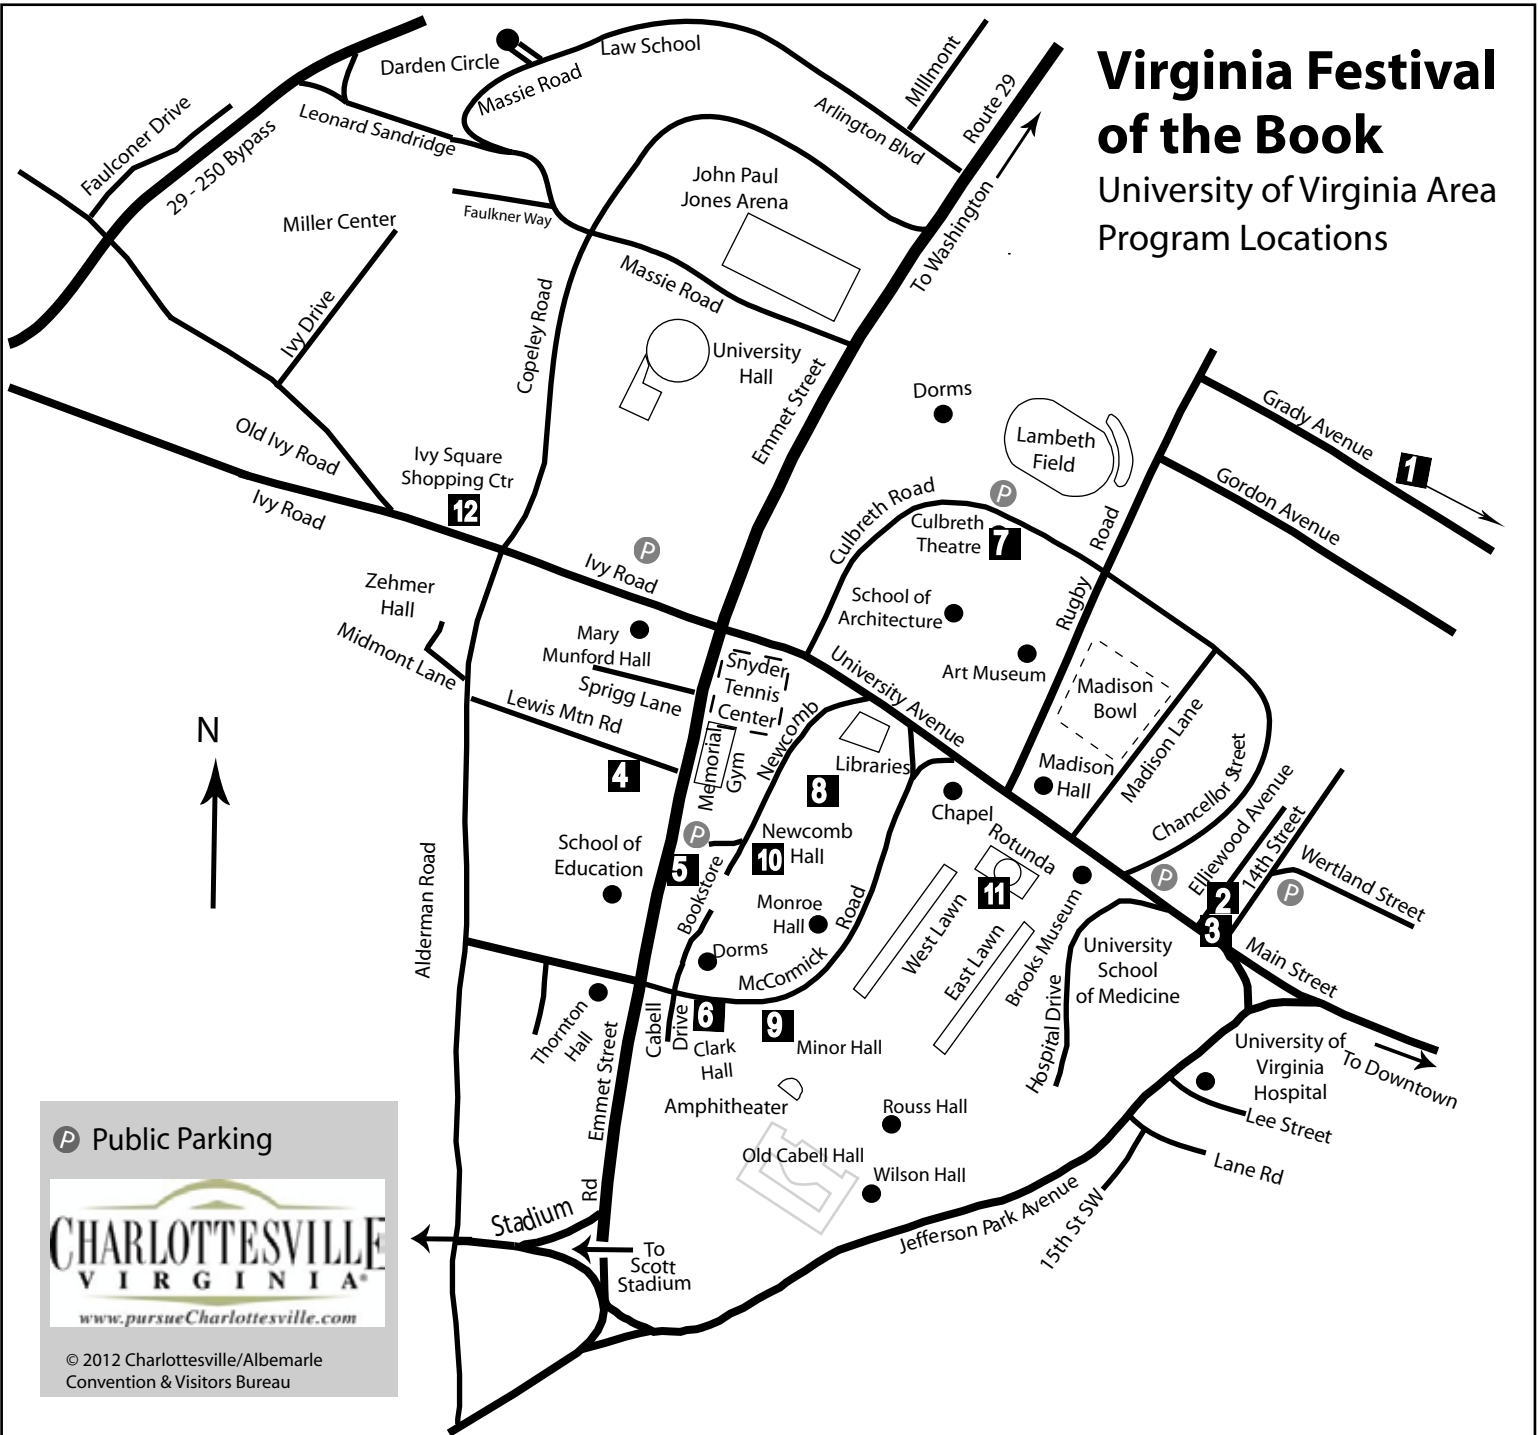 Virginia Festival
of the Book
University of Virginia Area
Program Locations
Darden Circle
Law School
Massie Road
MIllmont
Route 29
Arlington Blvd
Leonard Sandridge
Faulconer Drive
29 - 250 Bypass
John Paul
Jones Arena
To Washington
Faulkner Way
Miller Center
Massie Road
Ivy Drive
Copeley Road
University
Hall
Emmet Street
Dorms
Lambeth
Field
Grady Avenue
1
Gordon Avenue
Old Ivy Road
Ivy Square
Shopping Ctr
12
Ivy Road
P
Ivy Road
P
Culbreth Road
Culbreth
Theatre
7
Rugby
Road
Zehmer
Hall
Midmont Lane
Mary
Munford Hall
Sprigg Lane
Lewis Mtn Rd
School of
Architecture
Art Museum
Snyder
Tennis
Center
University Avenue
Madison
Bowl
Madison Lane
Chancellor Street
Madison
Hall
N
4
Memorial
Gym
Newcomb
Libraries
8
Chapel
Elliewood Avenue
14th Street
Wertland Street
School of
Education
P
5
Bookstore
Newcomb
Hall
10
Rotunda
11
P
P
2
3
Monroe
Hall
Road
McCormick
Dorms
West Lawn
East Lawn
Brooks Museum
University
School
of Medicine
Main Street
Alderman Road
Thornton
Hall
Cabell
Drive
6
Clark
Hall
9
Minor Hall
Hospital Drive
University of
Virginia
Hospital
To Downtown
Emmet Street
Amphitheater
Rouss Hall
Lee Street
Old Cabell Hall
Wilson Hall
Lane Rd
15th St SW
Jefferson Park Avenue
Stadium
Rd
To
Scott
Stadium
P Public Parking
CHARLOTTESVILLE
VIRGINIA®
www.pursueCharlottesville.com
© 2012 Charlottesville/Albemarle
Convention & Visitors Bureau